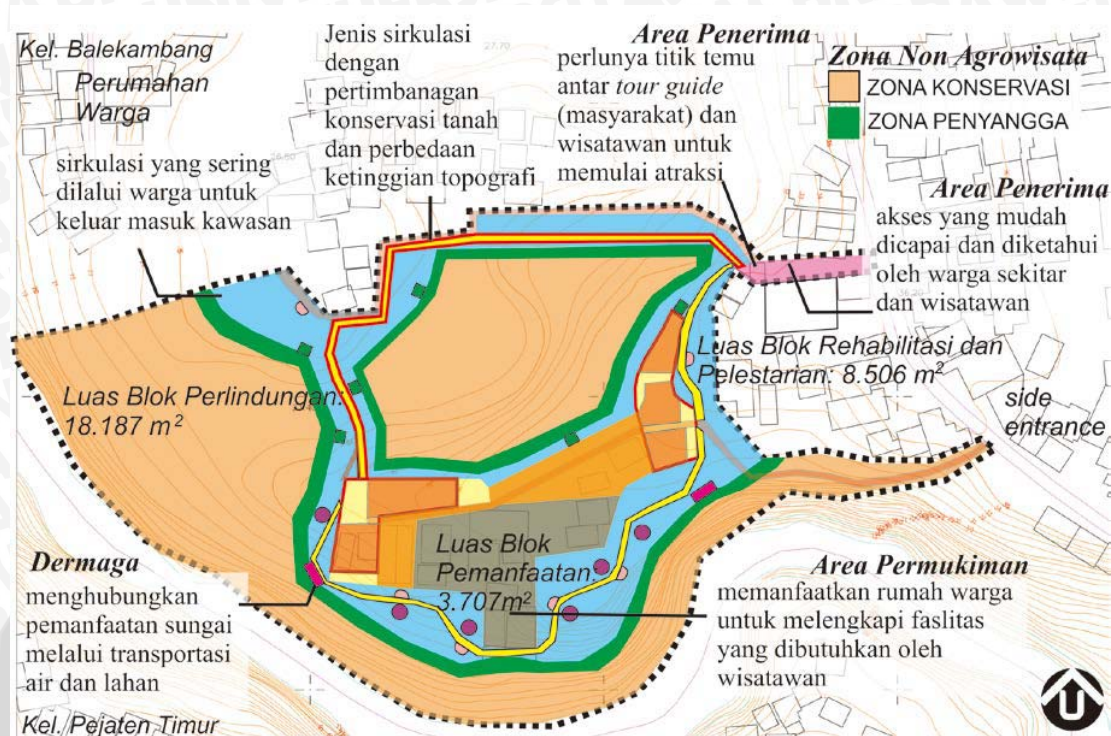 Kel. Balekambang
Perumahan
Warga
sirkulasi yang sering
dilalui warga untuk
keluar masuk kawasan
Jenis sirkulasi
dengan
pertimbanagan
konservasi tanah
dan perbedaan
ketinggian topografi
Area Penerima
perlunya titik temu
antar tour guide
(masyarakat) dan
wisatawan untuk
memulai atraksi
Zona Non Agrowisata
ZONA KONSERVASI
ZONA PENYANGGA
Area Penerima
akses yang mudah
dicapai dan diketahui
oleh warga sekitar
dan wisatawan
27.70
36.20
Luas Blok Perlindungan:
18.187 m²
Luas Blok Rehabilitasi dan
Pelestarian: 8.506 m²
side
entrance
Luas Blok
Pemanfaatan:
3.707m²
Dermaga
menghubungkan
pemanfaatan sungai
melalui transportasi
air dan lahan
Area Permukiman
memanfaatkan rumah warga
untuk melengkapi faslitas
yang dibutuhkan oleh
wisatawan
Kel. Pejaten Timur
U